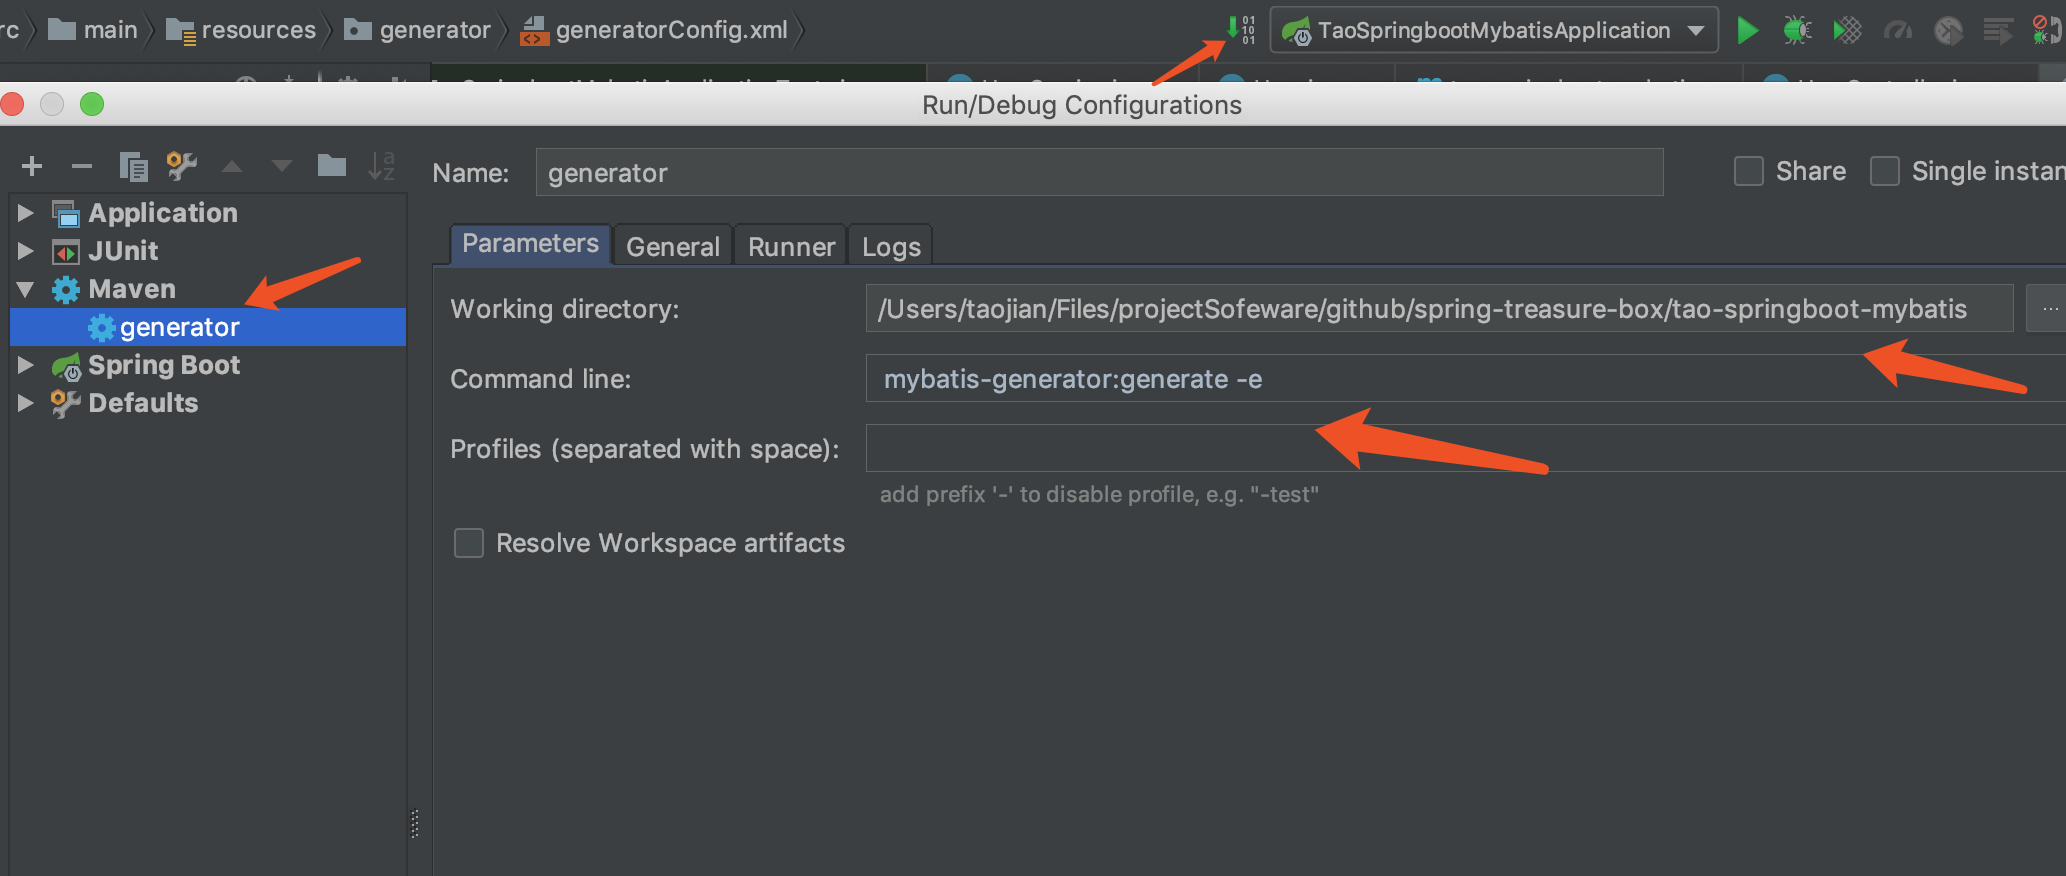 rc main resources generator generatorConfig.xml TaoSpringbootMybatisApplication
Run/Debug Configurations
Name: generator Share Single instan
Application
JUnit
Maven
generator
Spring Boot
Defaults
Parameters General Runner Logs
Working directory: /Users/taojian/Files/projectSofeware/github/spring-treasure-box/tao-springboot-mybatis ...
Command line: mybatis-generator:generate -e
Profiles (separated with space):
add prefix '-' to disable profile, e.g. "-test"
Resolve Workspace artifacts